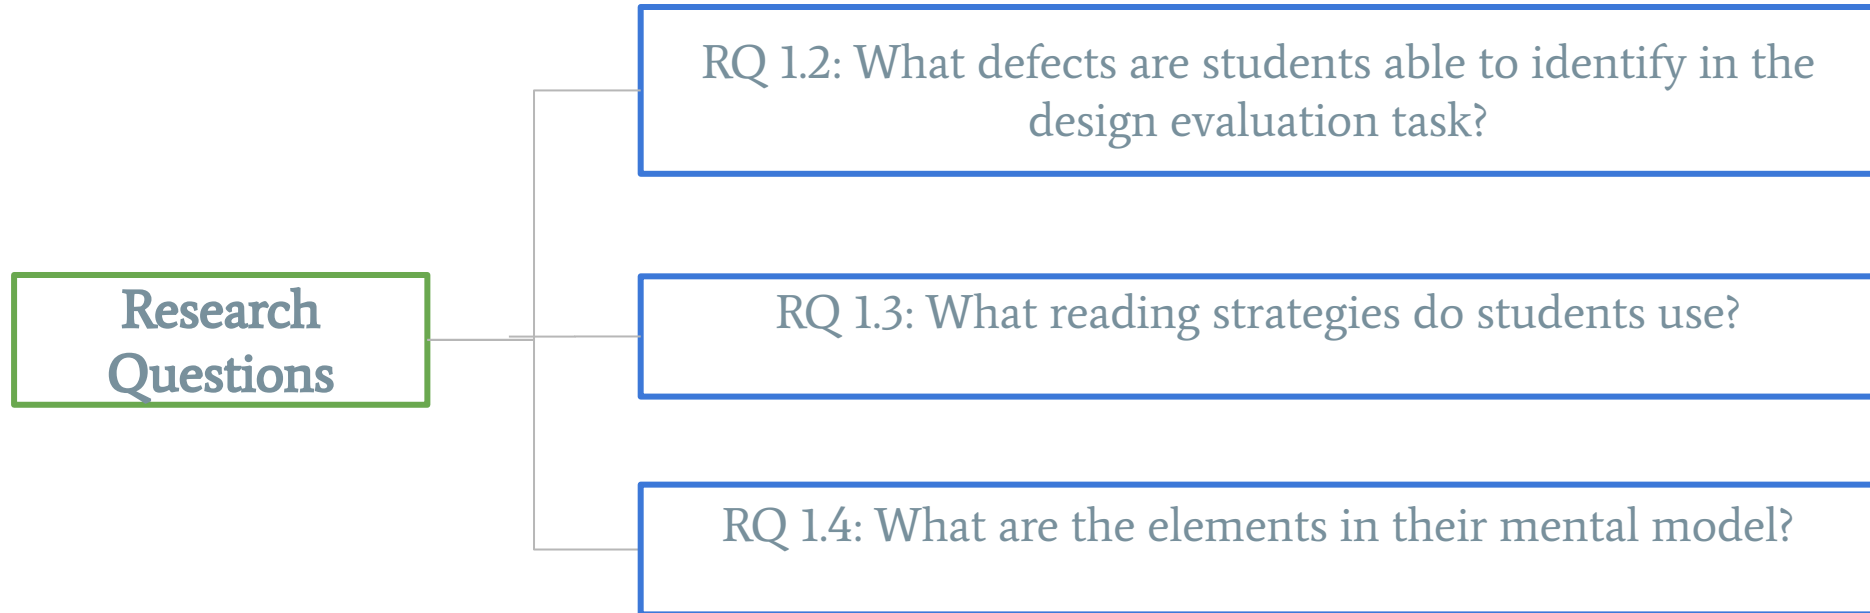 Research
Questions
RQ 1.2: What defects are students able to identify in the
design evaluation task?
RQ 1.3: What reading strategies do students use?
RQ 1.4: What are the elements in their mental model?